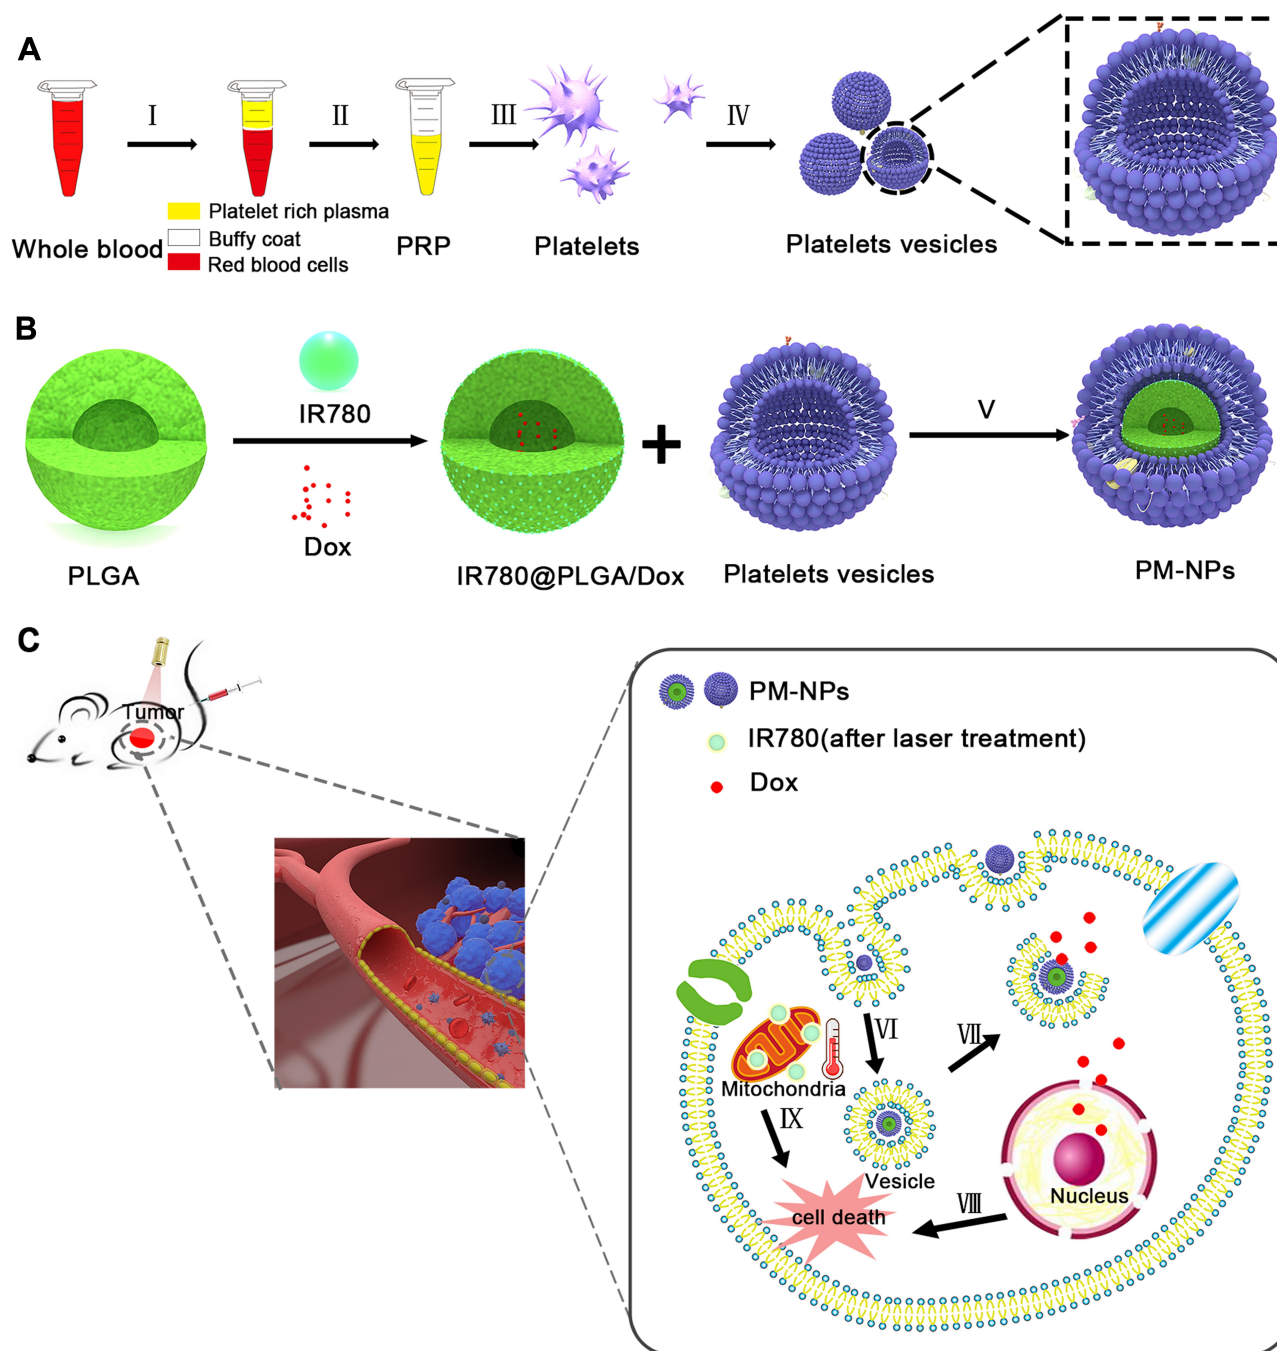 A
I
II
III
IV
Platelet rich plasma
Buffy coat
Red blood cells
Whole blood
PRP
Platelets
Platelets vesicles
B
IR780
Dox
V
PLGA
IR780@PLGA/Dox
Platelets vesicles
PM-NPs
C
Tumor
PM-NPs
IR780(after laser treatment)
Dox
VI
VII
Mitochondria
IX
Vesicle
Nucleus
VIII
cell death